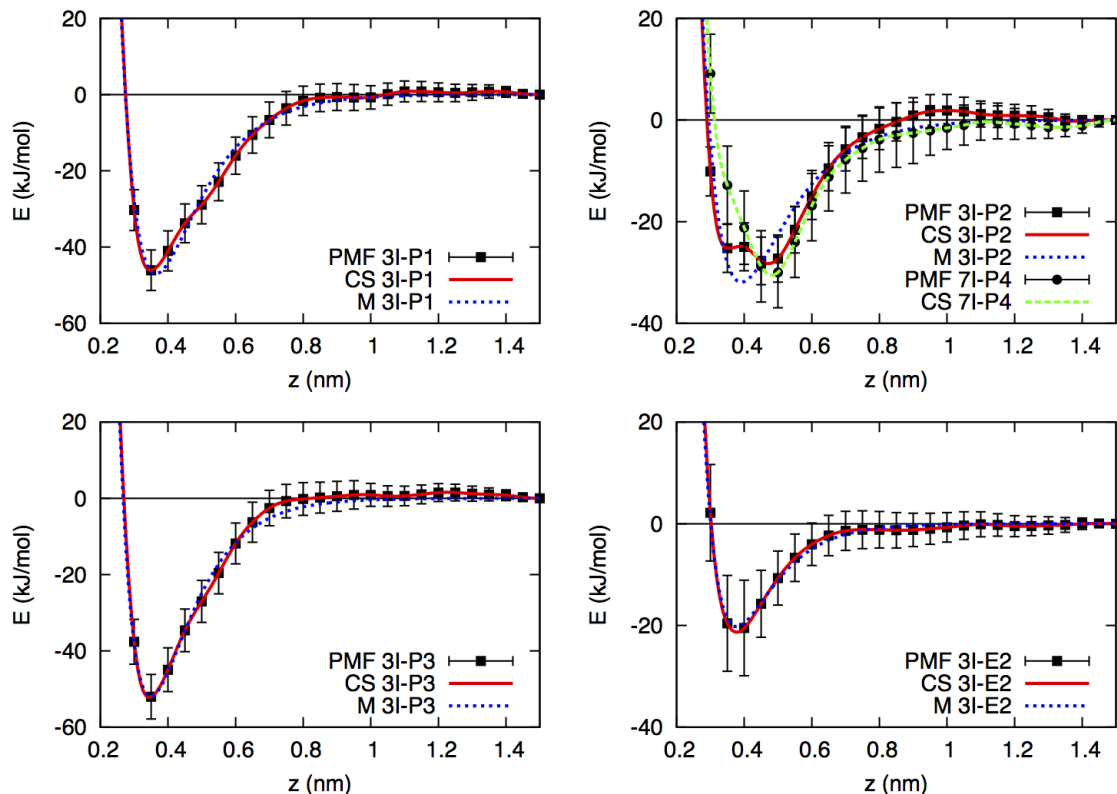 20
0
-20
-40
-60
E (kJ/mol)
PMF 3I-P1
CS 3I-P1
M 3I-P1
0.2 0.4 0.6 0.8 1 1.2 1.4
z (nm)
20
10
0
-10
-20
-30
-40
E (kJ/mol)
PMF 3I-P2
CS 3I-P2
M 3I-P2
PMF 7I-P4
CS 7I-P4
0.2 0.4 0.6 0.8 1 1.2 1.4
z (nm)
20
0
-20
-40
-60
E (kJ/mol)
PMF 3I-P3
CS 3I-P3
M 3I-P3
0.2 0.4 0.6 0.8 1 1.2 1.4
z (nm)
20
0
-20
-40
E (kJ/mol)
PMF 3I-E2
CS 3I-E2
M 3I-E2
0.2 0.4 0.6 0.8 1 1.2 1.4
z (nm)